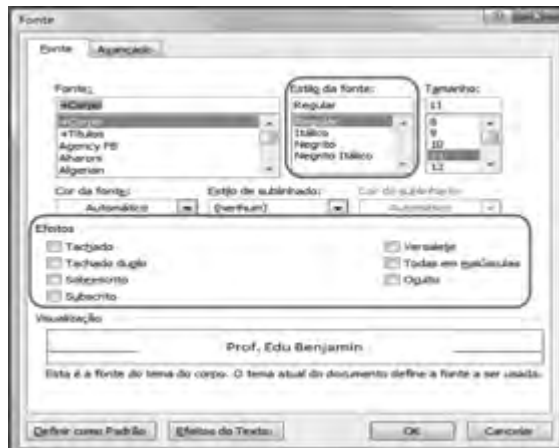 Fonte
Fonte Avançado
Fonte: Estilo da fonte: Tamanho:
+Corpo Regular 11
+Corpo Regular 8
+Títulos Itálico 9
Agency FB Negrito 10
Aharoni Negrito Itálico 11
Algerian 12
Cor da fonte: Estilo de sublinhado: Cor do sublinhado:
Automático (nenhum) Automático
Efeitos
Tachado Versalete
Tachado duplo Todas em maiúsculas
Sobrescrito Oculto
Subscrito
Visualização
Prof. Edu Benjamin
Esta é a fonte do tema do corpo. O tema atual do documento define a fonte a ser usada.
Definir como Padrão Efeitos de Texto... OK Cancelar